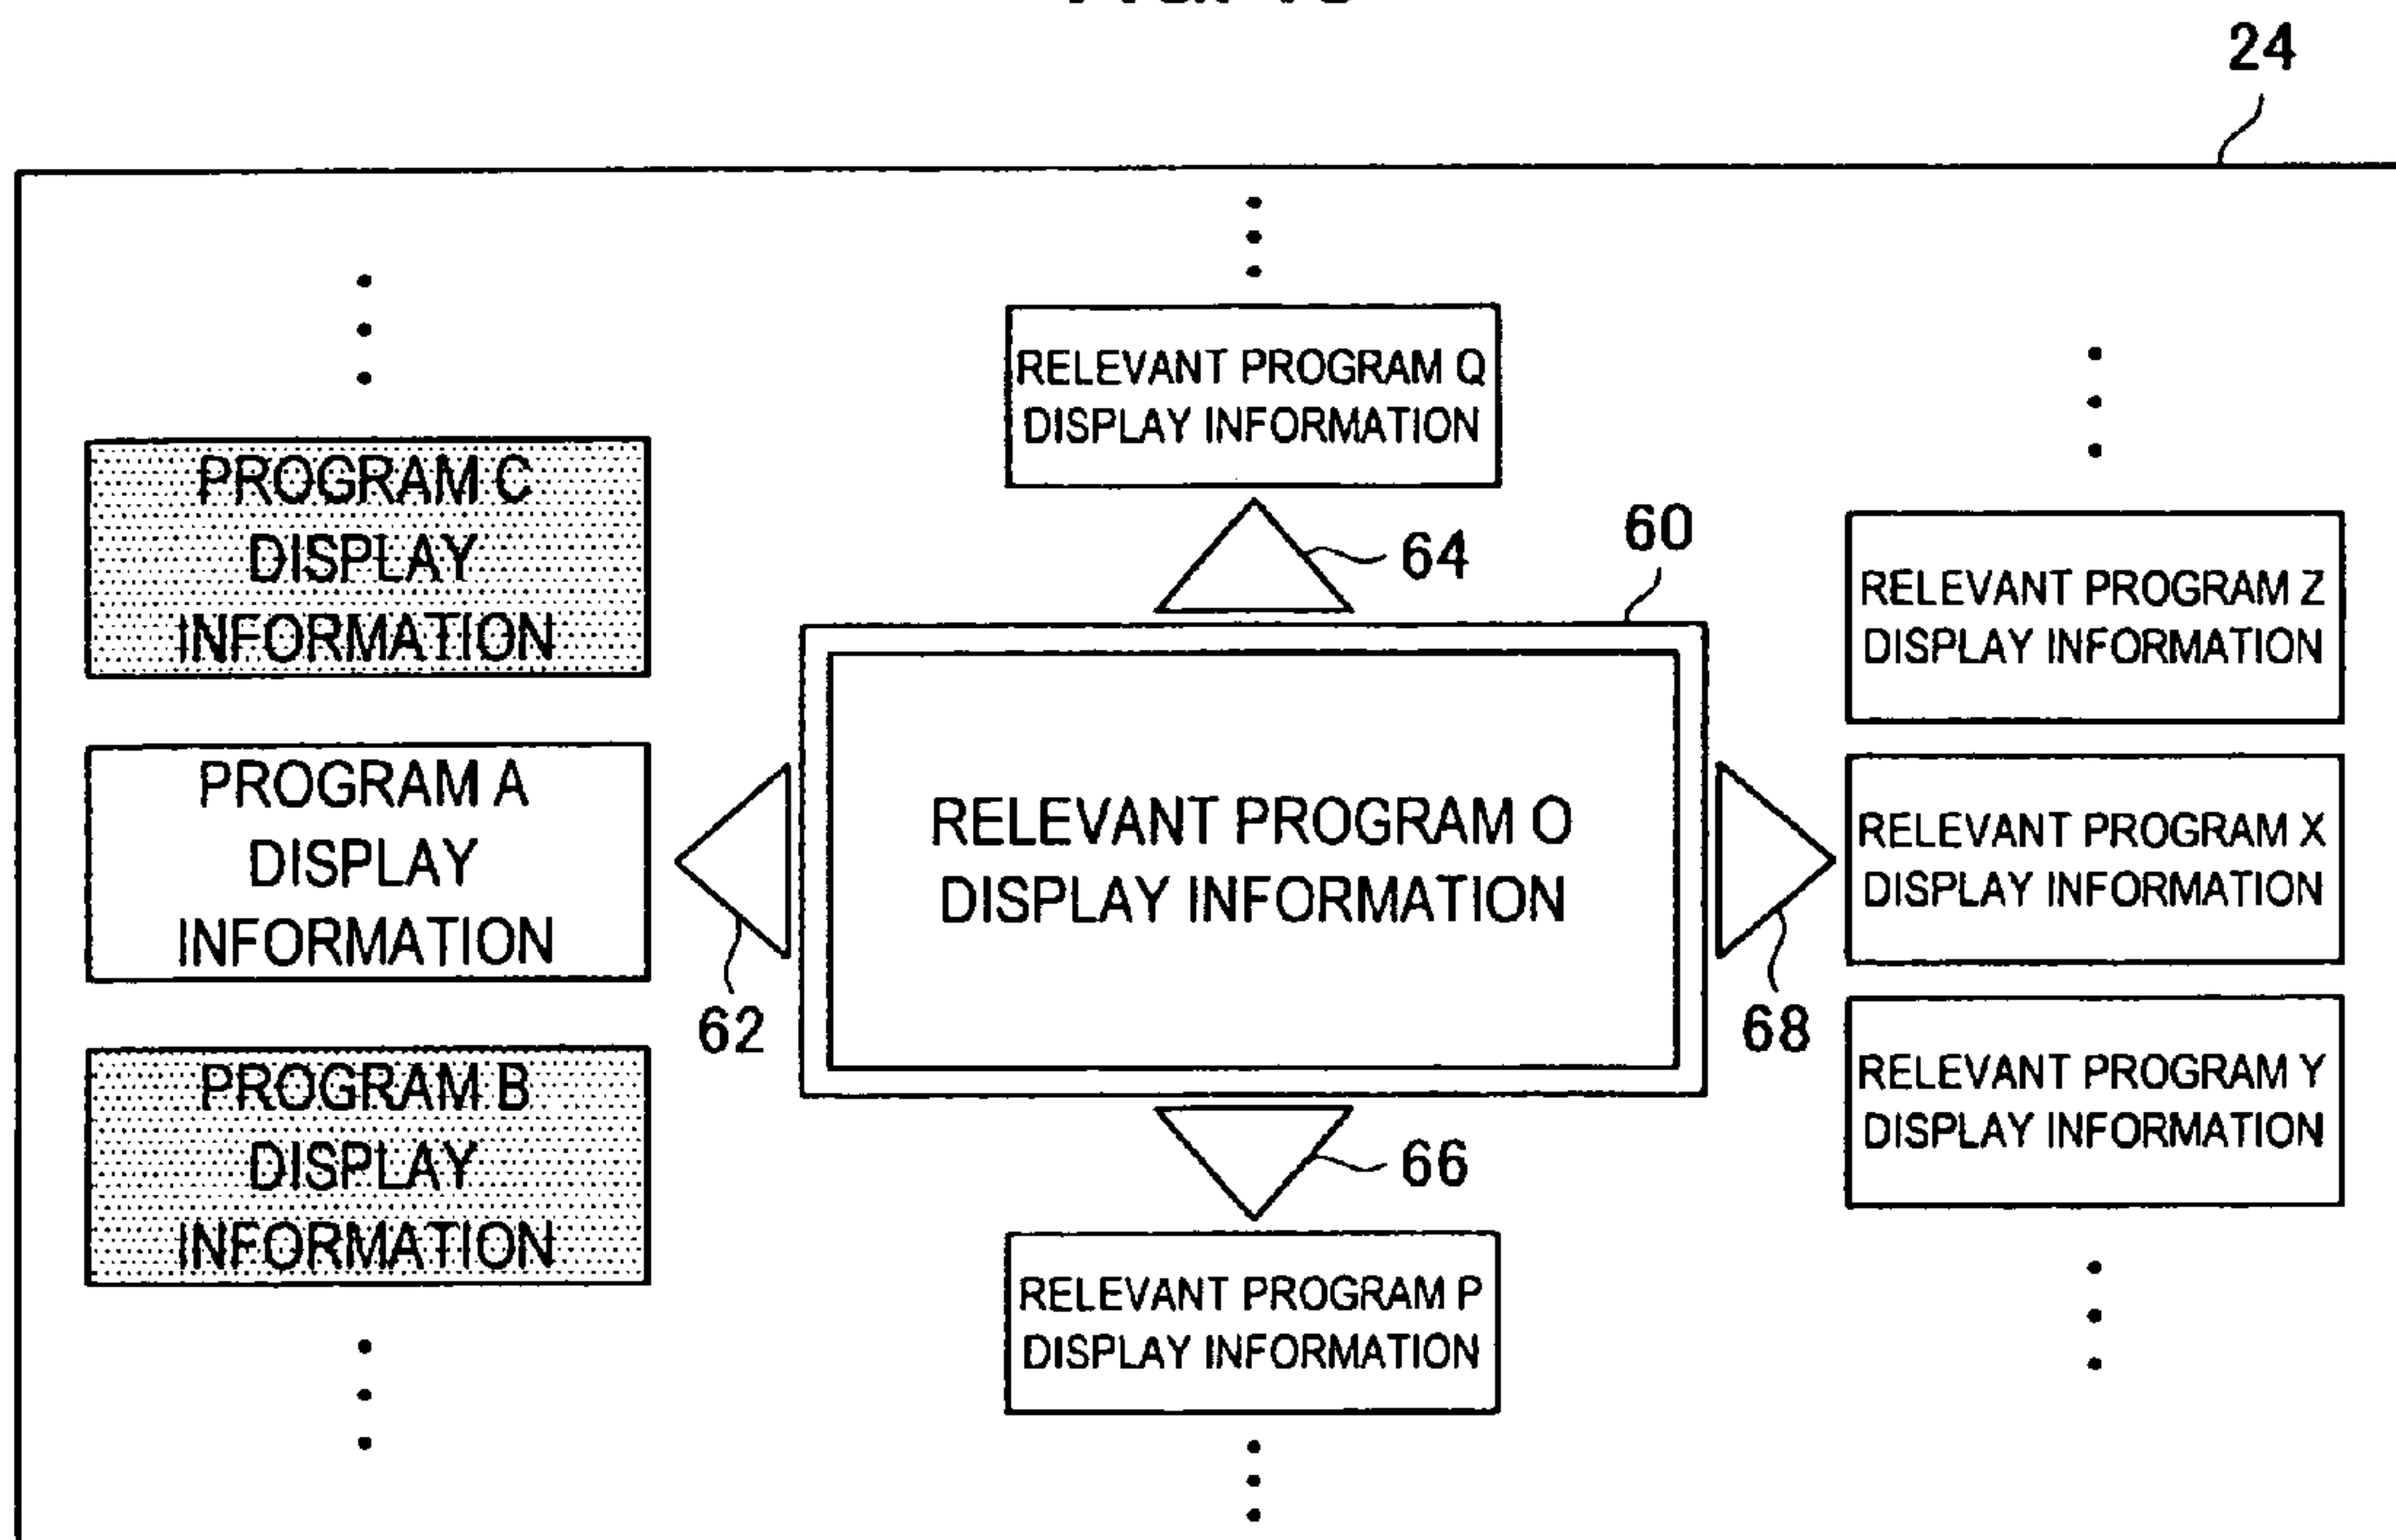 24
PROGRAM C
DISPLAY
INFORMATION
PROGRAM A
DISPLAY
INFORMATION
PROGRAM B
DISPLAY
INFORMATION
RELEVANT PROGRAM Q
DISPLAY INFORMATION
64
60
RELEVANT PROGRAM O
DISPLAY INFORMATION
62
68
66
RELEVANT PROGRAM P
DISPLAY INFORMATION
RELEVANT PROGRAM Z
DISPLAY INFORMATION
RELEVANT PROGRAM X
DISPLAY INFORMATION
RELEVANT PROGRAM Y
DISPLAY INFORMATION